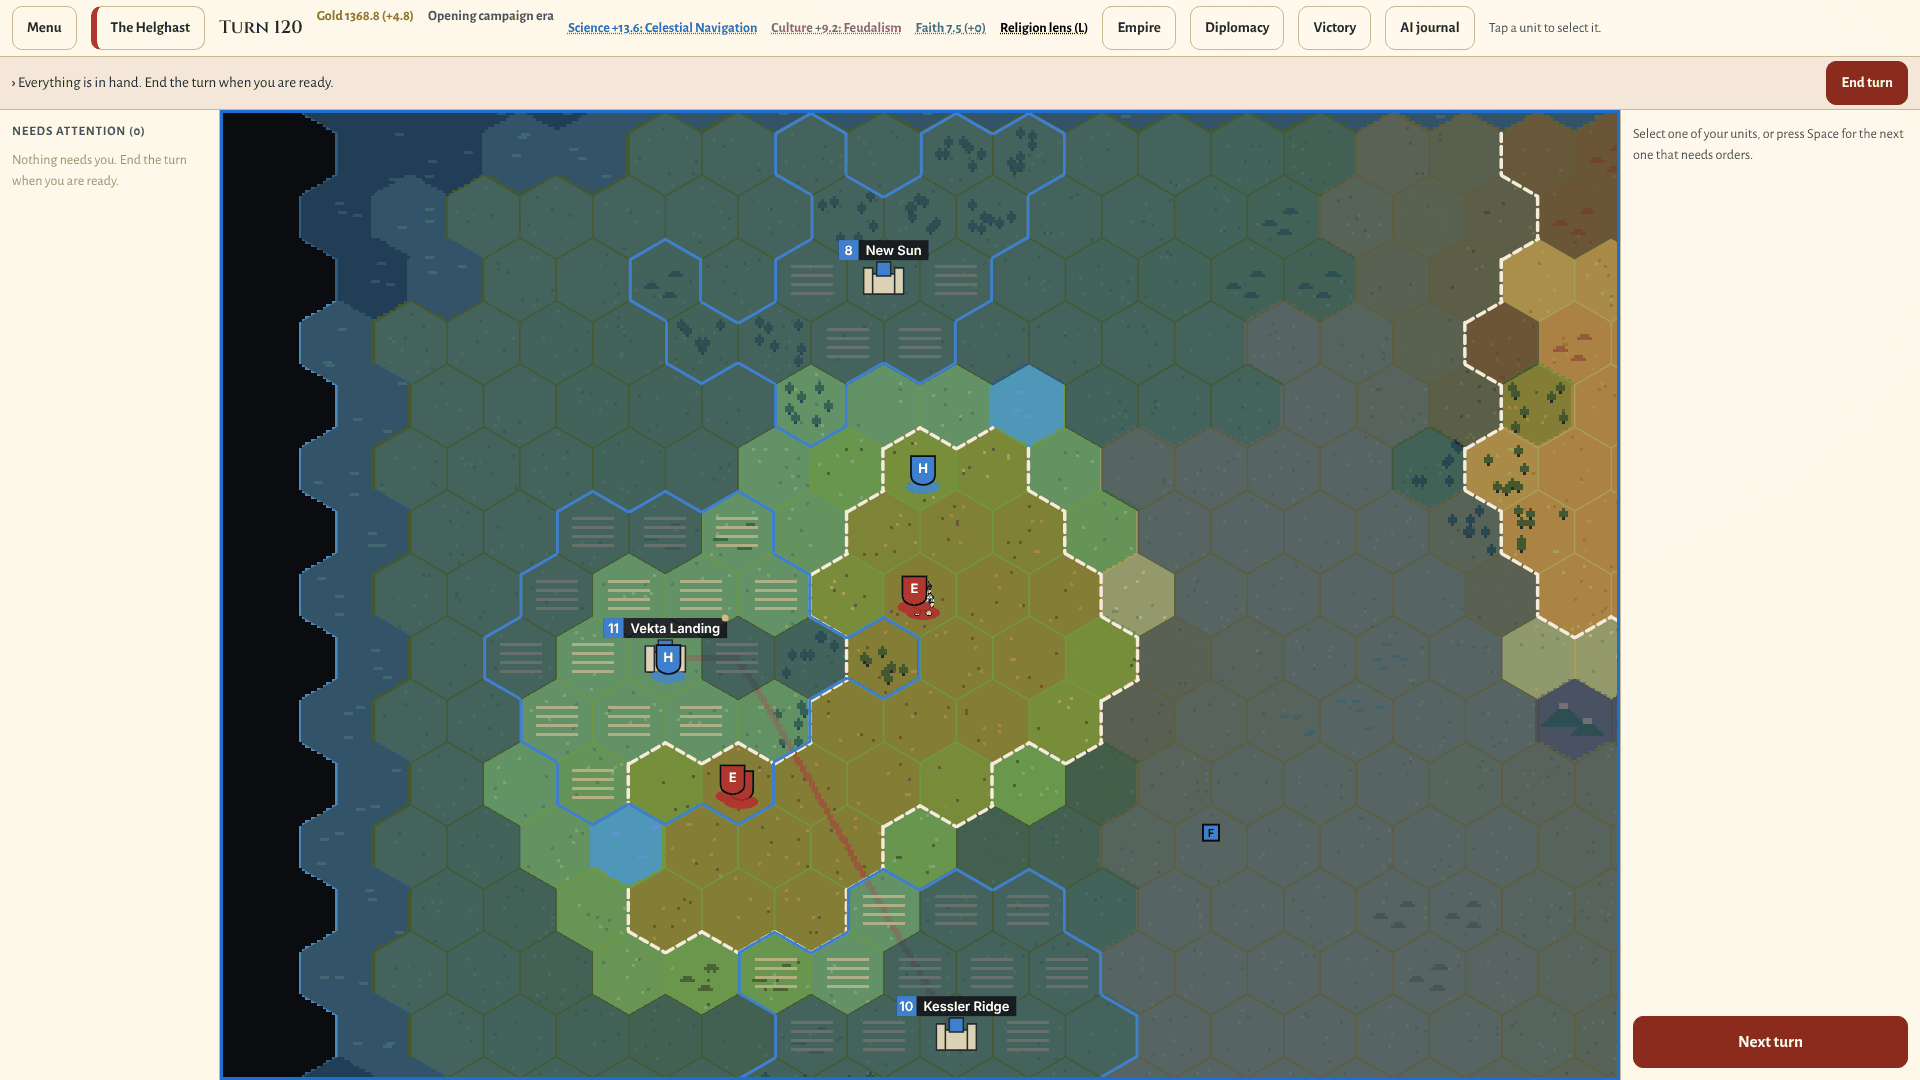 Menu
The Helghast
TURN 120
Gold 1368.8 (+4.8)
Opening campaign era
Science +13.6: Celestial Navigation
Culture +9.2: Feudalism
Faith 7.5 (+0)
Religion lens (L)
Empire
Diplomacy
Victory
AI journal
Tap a unit to select it.
› Everything is in hand. End the turn when you are ready.
End turn
NEEDS ATTENTION (0)
Nothing needs you. End the turn
when you are ready.
Select one of your units, or press Space for the next
one that needs orders.
8 New Sun
H
E
11 Vekta Landing
H
E
F
10 Kessler Ridge
Next turn